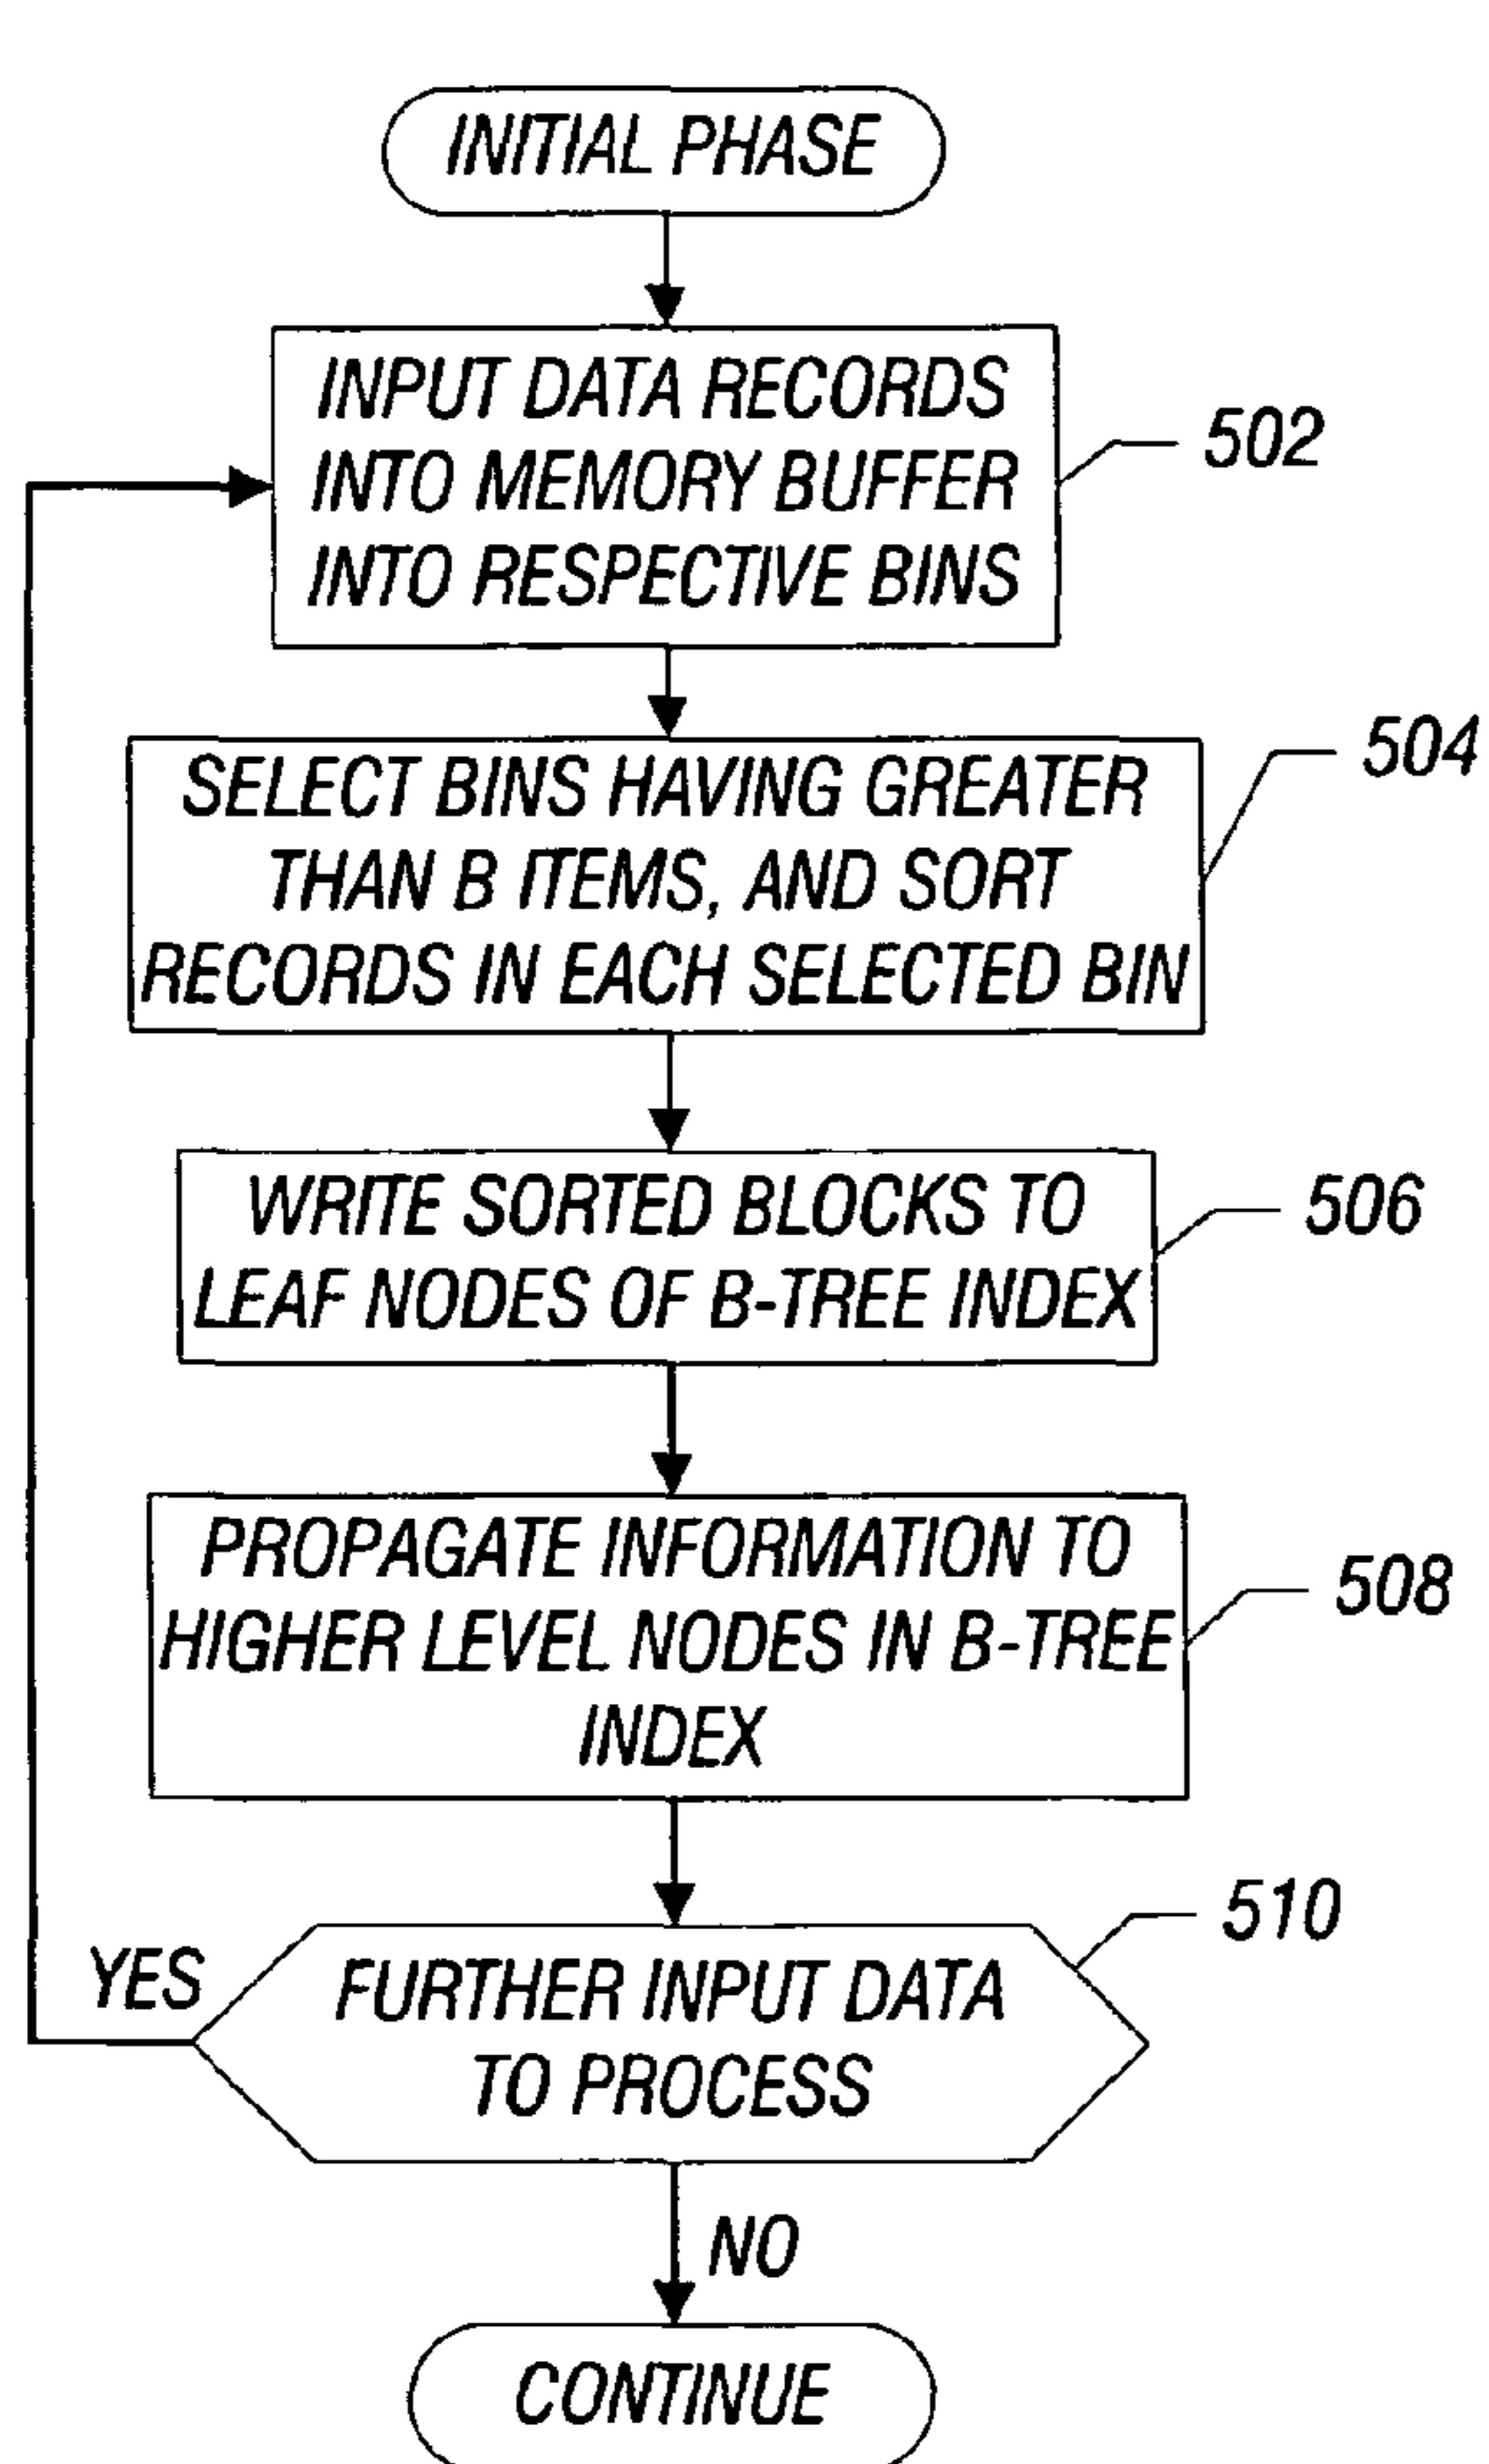 INITIAL PHASE
INPUT DATA RECORDS
INTO MEMORY BUFFER
INTO RESPECTIVE BINS
502
SELECT BINS HAVING GREATER
THAN B ITEMS, AND SORT
RECORDS IN EACH SELECTED BIN
504
WRITE SORTED BLOCKS TO
LEAF NODES OF B-TREE INDEX
506
PROPAGATE INFORMATION TO
HIGHER LEVEL NODES IN B-TREE
INDEX
508
FURTHER INPUT DATA
TO PROCESS
510
YES
NO
CONTINUE